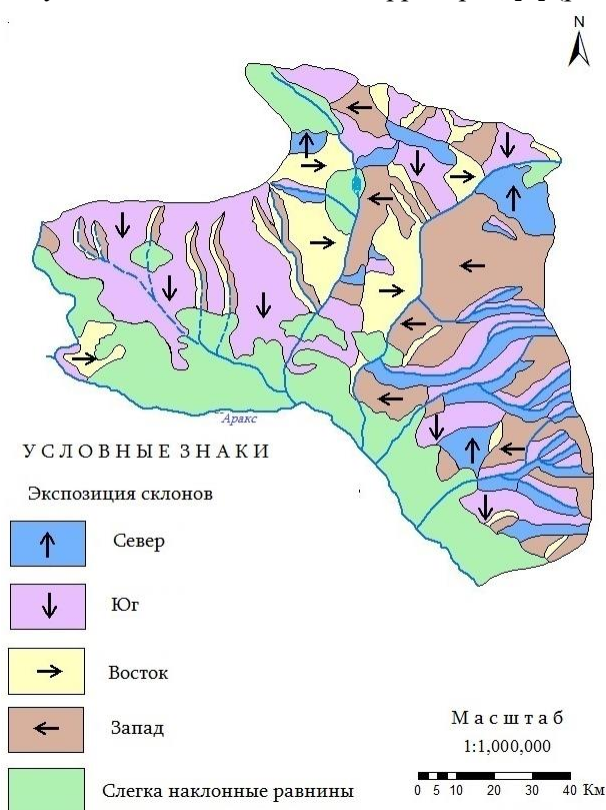 N
Аракс
УСЛОВНЫЕ ЗНАКИ
Экспозиция склонов
Север
Юг
Восток
Запад
Слегка наклонные равнины
Масштаб
1:1,000,000
0 5 10 20 30 40 Км